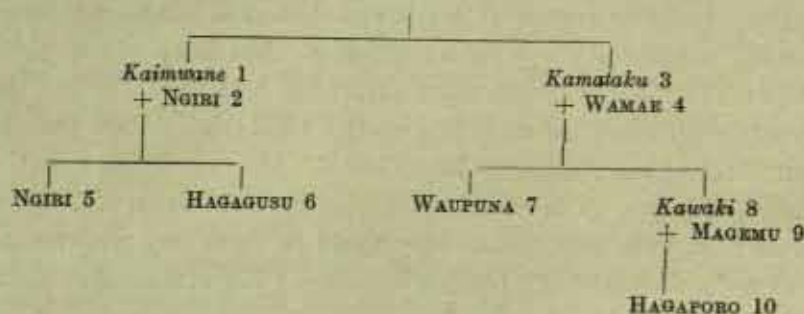 Kaimwane 1 Kamataku 3
+ NGIRI 2 + WAMAE 4
NGIRI 5 HAGAGUSU 6 WAUPUNA 7 Kawaki 8
+ MAGEMU 9
HAGAPORO 10